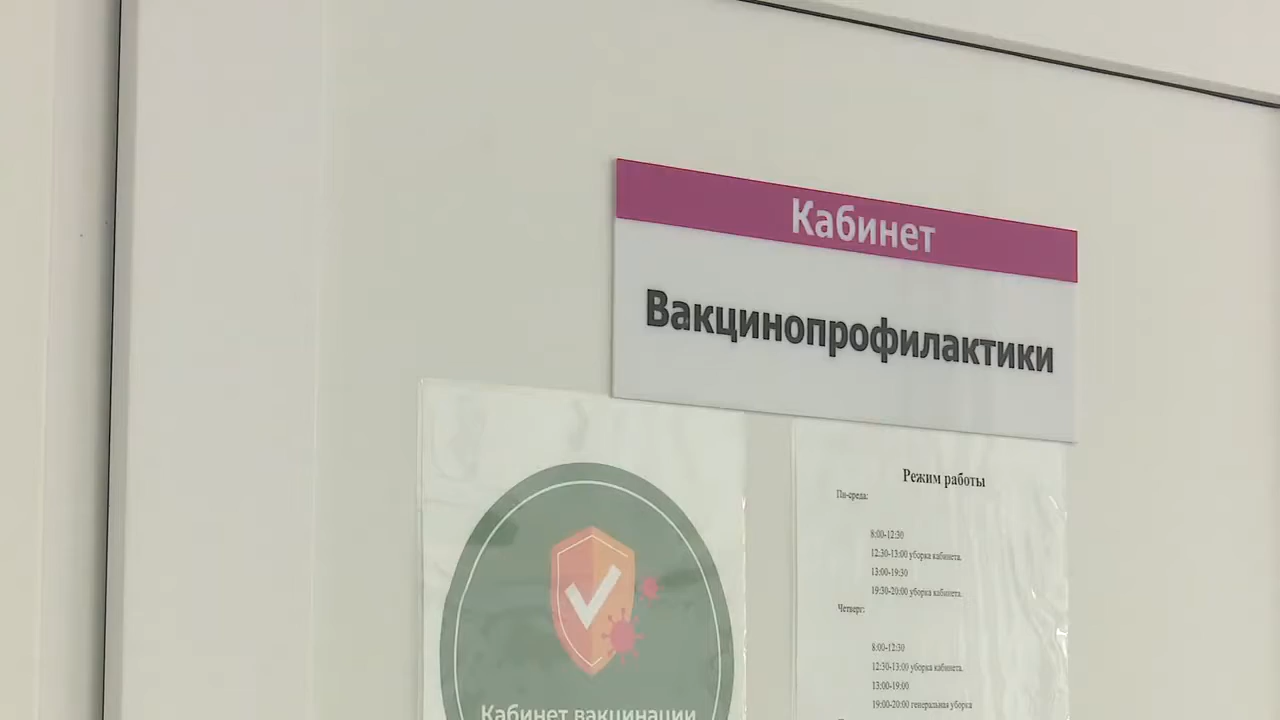 Кабинет
Вакцинопрофилактики
Режим работы
Пн-среда:
8:00-12:30
12:30-13:00 уборка кабинета.
13:00-19:30
19:30-20:00 уборка кабинета.
Четверг:
8:00-12:30
12:30-13:00 уборка кабинета.
13:00-19:00
19:00-20:00 генеральная уборка
Кабинет вакцинации